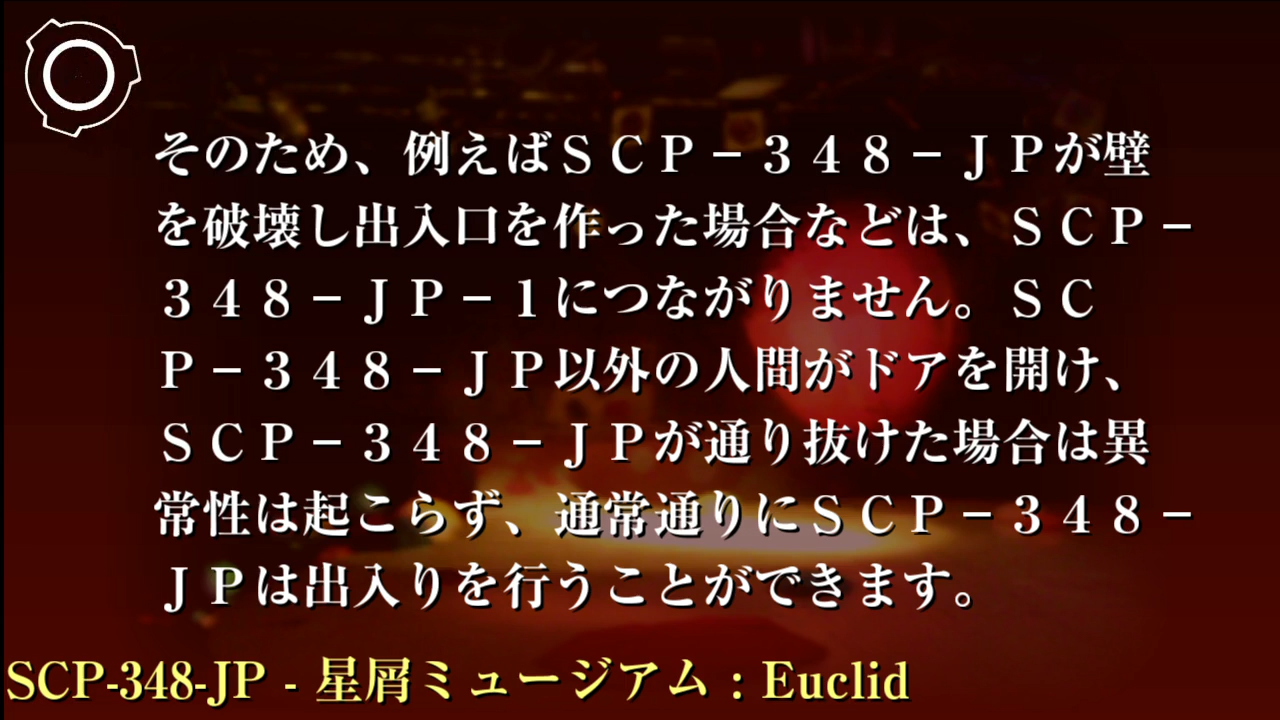 そのため、例えばＳＣＰ－３４８－ＪＰが壁
を破壊し出入口を作った場合などは、ＳＣＰ－
３４８－ＪＰ－１につながりません。ＳＣ
Ｐ－３４８－ＪＰ以外の人間がドアを開け、
ＳＣＰ－３４８－ＪＰが通り抜けた場合は異
常性は起こらず、通常通りにＳＣＰ－３４８－
ＪＰは出入りを行うことができます。
SCP-348-JP - 星屑ミュージアム : Euclid